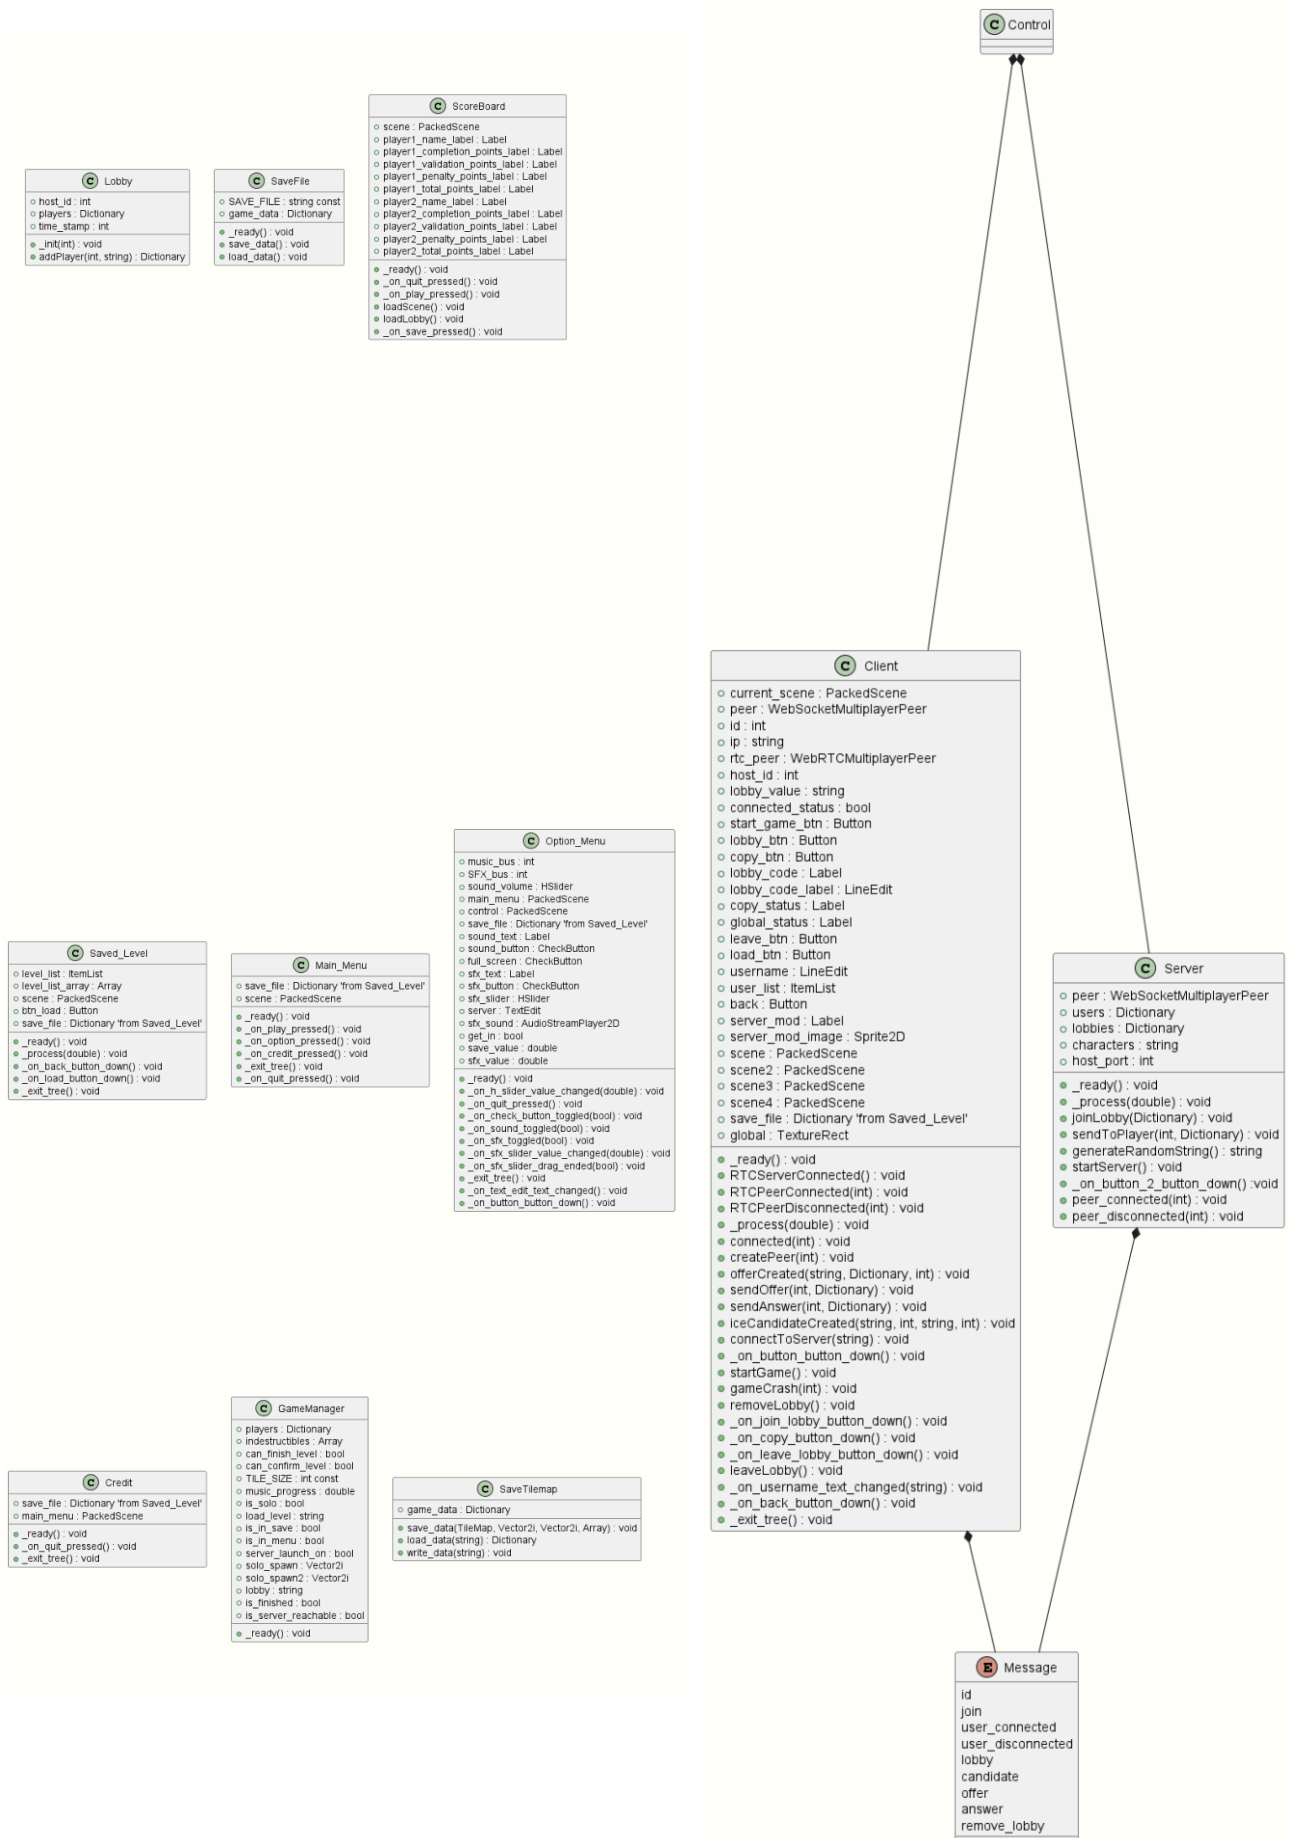 C Control
C ScoreBoard
scene : PackedScene
player1_name_label : Label
player1_completion_points_label : Label
player1_validation_points_label : Label
player1_penalty_points_label : Label
player1_total_points_label : Label
player2_name_label : Label
player2_completion_points_label : Label
player2_validation_points_label : Label
player2_penalty_points_label : Label
player2_total_points_label : Label
_ready() : void
_on_quit_pressed() : void
_on_play_pressed() : void
loadScene() : void
loadLobby() : void
_on_save_pressed() : void
C Lobby
host_id : int
players : Dictionary
time_stamp : int
_init(int) : void
addPlayer(int, string) : Dictionary
C SaveFile
SAVE_FILE : string const
game_data : Dictionary
_ready() : void
save_data() : void
load_data() : void
C Client
current_scene : PackedScene
peer : WebSocketMultiplayerPeer
id : int
ip : string
rtc_peer : WebRTCMultiplayerPeer
host_id : int
lobby_value : string
connected_status : bool
start_game_btn : Button
lobby_btn : Button
copy_btn : Button
lobby_code : Label
lobby_code_label : LineEdit
copy_status : Label
global_status : Label
leave_btn : Button
load_btn : Button
username : LineEdit
user_list : ItemList
back : Button
server_mod : Label
server_mod_image : Sprite2D
scene : PackedScene
scene2 : PackedScene
scene3 : PackedScene
scene4 : PackedScene
save_file : Dictionary 'from Saved_Level'
global : TextureRect
_ready() : void
RTCServerConnected() : void
RTCPeerConnected(int) : void
RTCPeerDisconnected(int) : void
_process(double) : void
connected(int) : void
createPeer(int) : void
offerCreated(string, Dictionary, int) : void
sendOffer(int, Dictionary) : void
sendAnswer(int, Dictionary) : void
iceCandidateCreated(string, int, string, int) : void
connectToServer(string) : void
_on_button_button_down() : void
startGame() : void
gameCrash(int) : void
removeLobby() : void
_on_join_lobby_button_down() : void
_on_copy_button_down() : void
_on_leave_lobby_button_down() : void
leaveLobby() : void
_on_username_text_changed(string) : void
_on_back_button_down() : void
_exit_tree() : void
C Option_Menu
music_bus : int
SFX_bus : int
sound_volume : HSlider
main_menu : PackedScene
control : PackedScene
save_file : Dictionary 'from Saved_Level'
sound_text : Label
sound_button : CheckButton
full_screen : CheckButton
sfx_text : Label
sfx_button : CheckButton
sfx_slider : HSlider
server : TextEdit
sfx_sound : AudioStreamPlayer2D
get_in : bool
save_value : double
sfx_value : double
_ready() : void
_on_h_slider_value_changed(double) : void
_on_quit_pressed() : void
_on_check_button_toggled(bool) : void
_on_sound_toggled(bool) : void
_on_sfx_toggled(bool) : void
_on_sfx_slider_value_changed(double) : void
_on_sfx_slider_drag_ended(bool) : void
_exit_tree() : void
_on_text_edit_text_changed() : void
_on_button_button_down() : void
C Saved_Level
level_list : ItemList
level_list_array : Array
scene : PackedScene
btn_load : Button
save_file : Dictionary 'from Saved_Level'
_ready() : void
_process(double) : void
_on_back_button_down() : void
_on_load_button_down() : void
_exit_tree() : void
C Main_Menu
save_file : Dictionary 'from Saved_Level'
scene : PackedScene
_ready() : void
_on_play_pressed() : void
_on_option_pressed() : void
_on_credit_pressed() : void
_exit_tree() : void
_on_quit_pressed() : void
C Server
peer : WebSocketMultiplayerPeer
users : Dictionary
lobbies : Dictionary
characters : string
host_port : int
_ready() : void
_process(double) : void
joinLobby(Dictionary) : void
sendToPlayer(int, Dictionary) : void
generateRandomString() : string
startServer() : void
_on_button_2_button_down() :void
peer_connected(int) : void
peer_disconnected(int) : void
C GameManager
players : Dictionary
indestructibles : Array
can_finish_level : bool
can_confirm_level : bool
TILE_SIZE : int const
music_progress : double
is_solo : bool
load_level : string
is_in_save : bool
is_in_menu : bool
server_launch_on : bool
solo_spawn : Vector2i
solo_spawn2 : Vector2i
lobby : string
is_finished : bool
is_server_reachable : bool
_ready() : void
C Credit
save_file : Dictionary 'from Saved_Level'
main_menu : PackedScene
_ready() : void
_on_quit_pressed() : void
_exit_tree() : void
C SaveTilemap
game_data : Dictionary
save_data(TileMap, Vector2i, Vector2i, Array) : void
load_data(string) : Dictionary
write_data(string) : void
E Message
id
join
user_connected
user_disconnected
lobby
candidate
offer
answer
remove_lobby